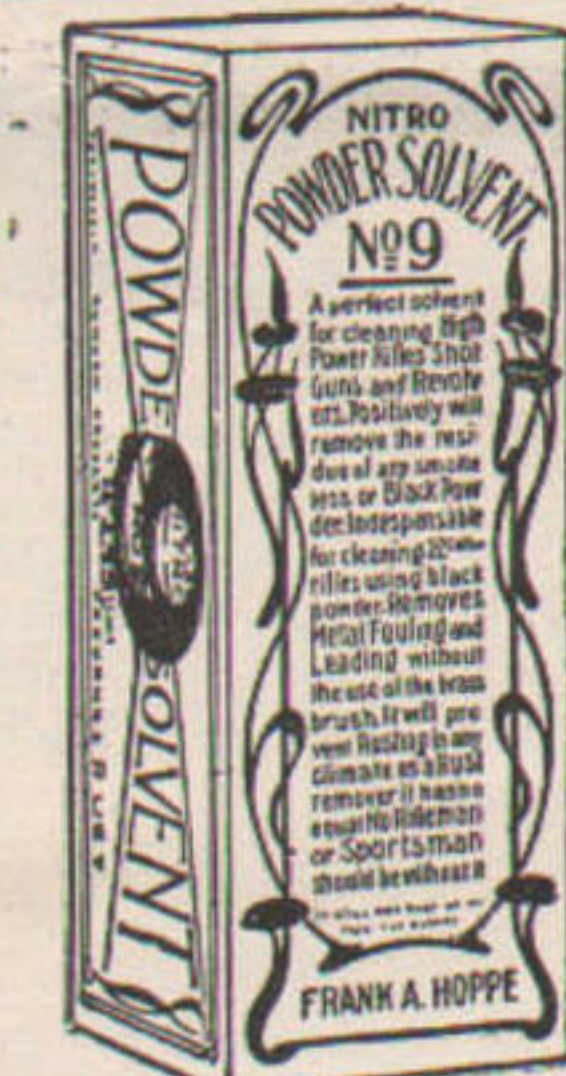 NITRO
POWDER SOLVENT
No 9
A perfect solvent
for cleaning High
Power Rifles Shot
Guns and Revolv
ers. Positively will
remove the resi
due of any smoke
less or Black Pow
der. Indespensable
for cleaning 22
rifles using black
powder. Removes
Metal Fouling and
Leading without
the use of the brass
brush. It will pre
vent Rusting in any
climate as a Rust
remover it has no
equal No Rifleman
or Sportsman
should be without it
FRANK A. HOPPE
POWDE
SOLVENT